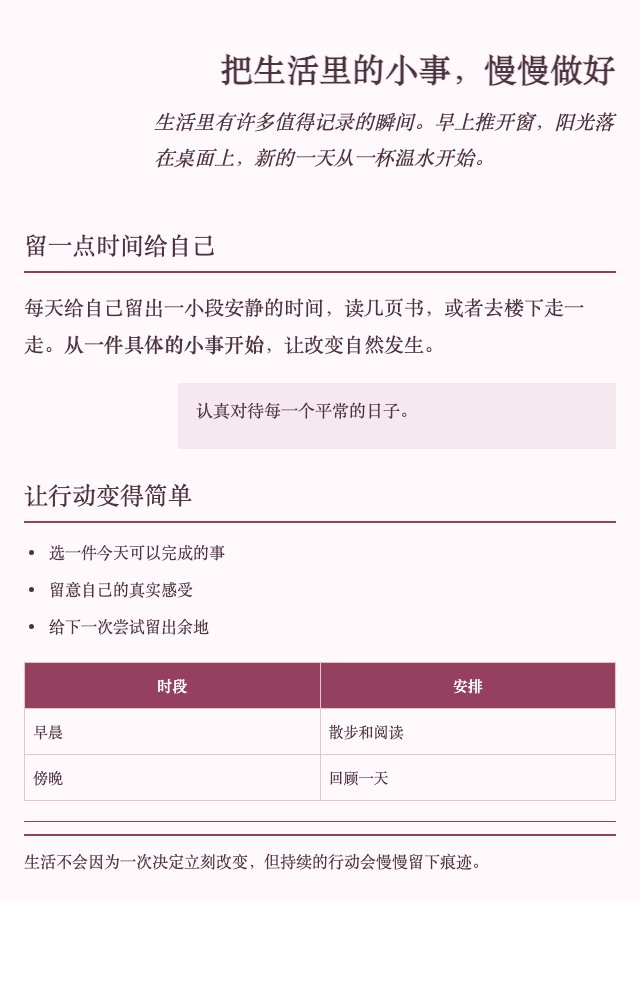 把生活里的小事，慢慢做好
生活里有许多值得记录的瞬间。早上推开窗，阳光落
在桌面上，新的一天从一杯温水开始。
留一点时间给自己
每天给自己留出一小段安静的时间，读几页书，或者去楼下走一
走。从一件具体的小事开始，让改变自然发生。
认真对待每一个平常的日子。
让行动变得简单
• 选一件今天可以完成的事
• 留意自己的真实感受
• 给下一次尝试留出余地
时段 安排
早晨 散步和阅读
傍晚 回顾一天
生活不会因为一次决定立刻改变，但持续的行动会慢慢留下痕迹。